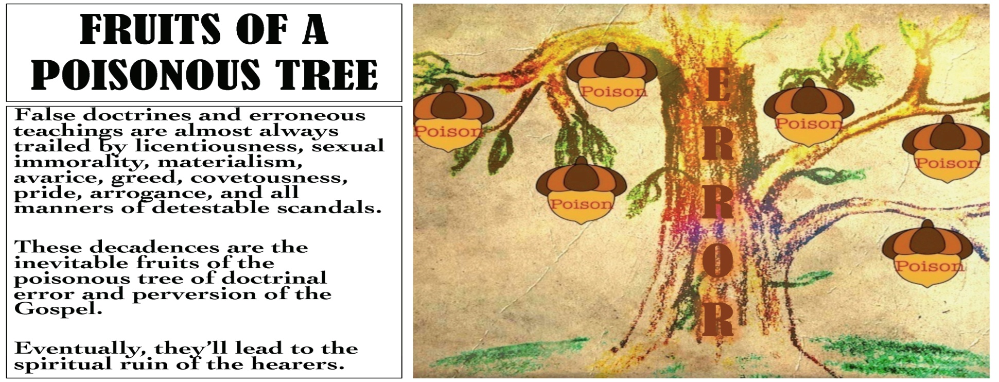 FRUITS OF A
POISONOUS TREE
False doctrines and erroneous
teachings are almost always
trailed by licentiousness, sexual
immorality, materialism,
avarice, greed, covetousness,
pride, arrogance, and all
manners of detestable scandals.
These decadences are the
inevitable fruits of the
poisonous tree of doctrinal
error and perversion of the
Gospel.
Eventually, they’ll lead to the
spiritual ruin of the hearers.
Poison
Poison
Poison
Poison
Poison
Poison
E
R
R
O
R